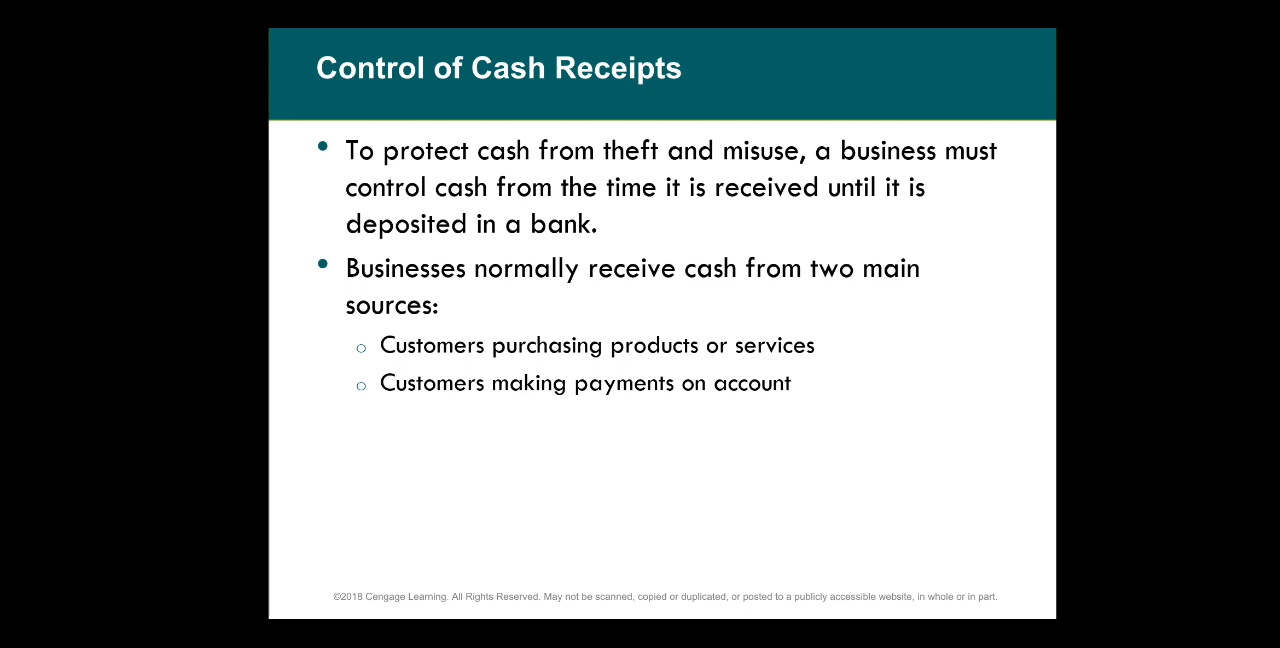 Control of Cash Receipts
• To protect cash from theft and misuse, a business must
control cash from the time it is received until it is
deposited in a bank.
• Businesses normally receive cash from two main
sources:
o Customers purchasing products or services
o Customers making payments on account
©2018 Cengage Learning. All Rights Reserved. May not be scanned, copied or duplicated, or posted to a publicly accessible website, in whole or in part.